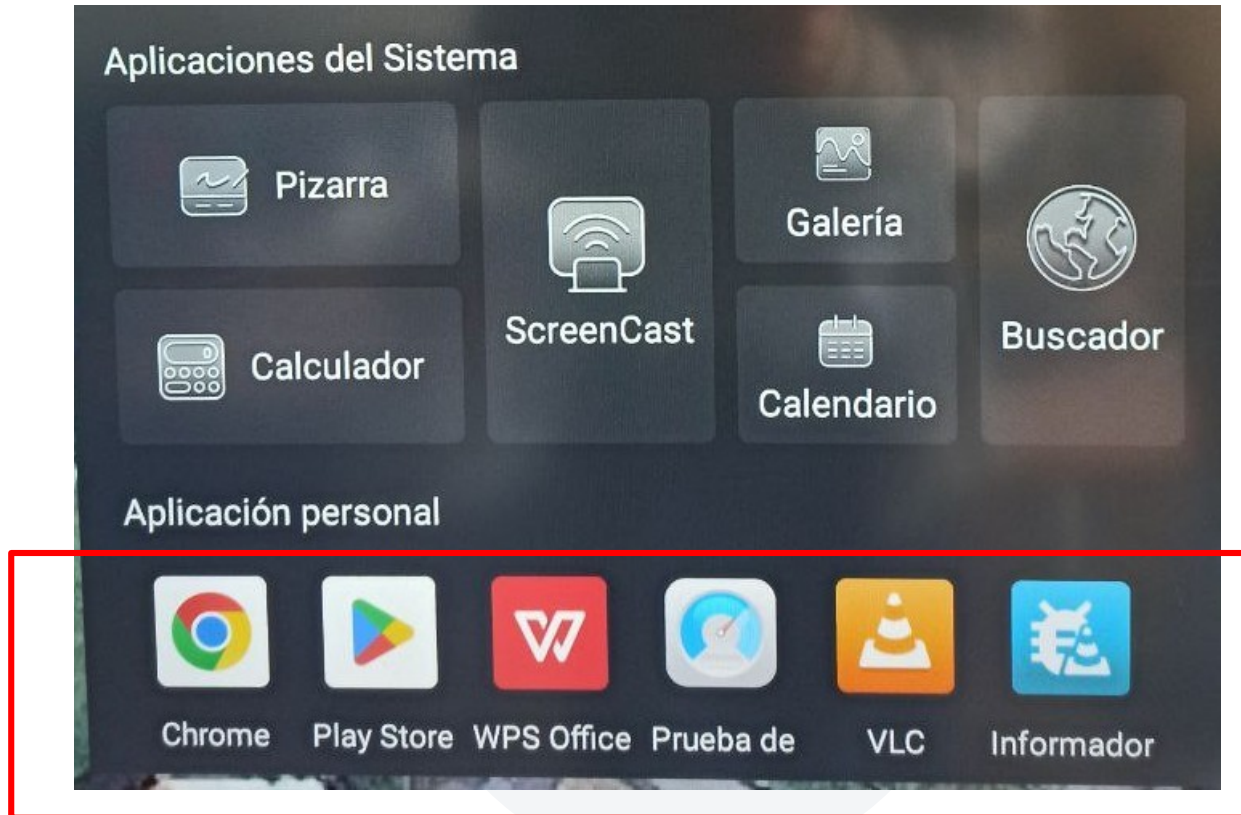 Aplicaciones del Sistema
Pizarra
Calculador
ScreenCast
Galería
Calendario
Buscador
Aplicación personal
Chrome
Play Store
WPS Office
Prueba de
VLC
Informador